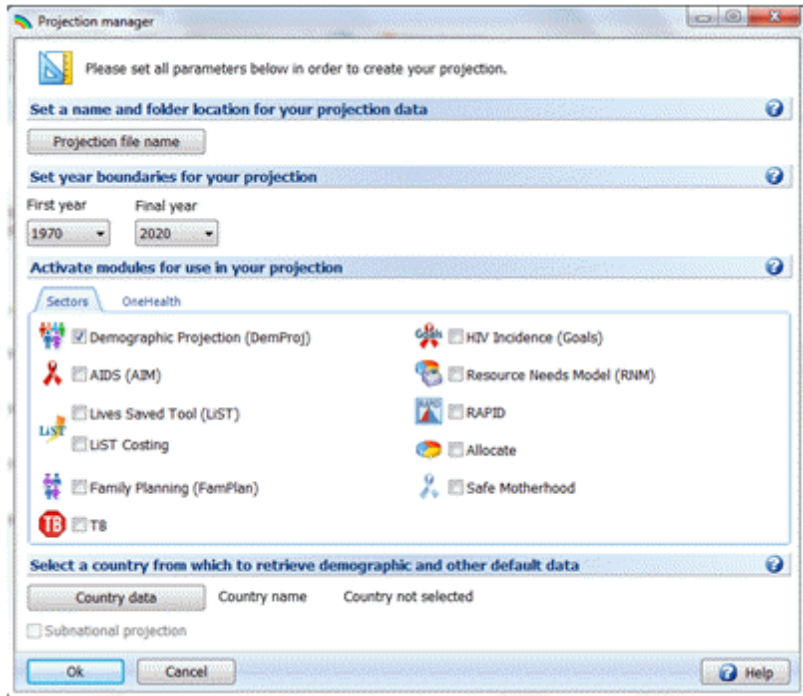 Projection manager
Please set all parameters below in order to create your projection.
Set a name and folder location for your projection data
Projection file name
Set year boundaries for your projection
First year Final year
1970 2020
Activate modules for use in your projection
Sectors OneHealth
Demographic Projection (DemProj) Goals HIV Incidence (Goals)
AIDS (AIM) Resource Needs Model (RNM)
Lives Saved Tool (LiST) RAPID RAPID
LiST
LiST Costing Allocate
Family Planning (FamPlan) Safe Motherhood
TB TB
Select a country from which to retrieve demographic and other default data
Country data Country name Country not selected
Subnational projection
Ok Cancel Help